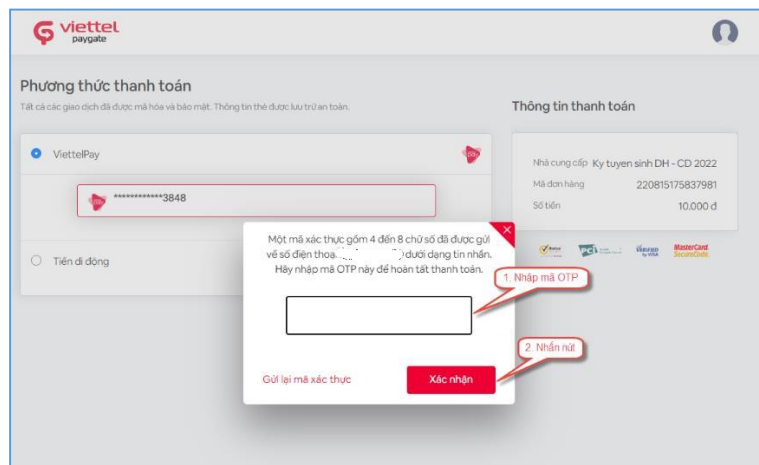 viettel
paygate
Phương thức thanh toán
Tất cả các giao dịch đã được mã hóa và bảo mật. Thông tin thẻ được lưu trữ an toàn.
Thông tin thanh toán
ViettelPay
************3848
Tiền di động
Nhà cung cấp Ky tuyen sinh DH - CD 2022
Mã đơn hàng 220815175837981
Số tiền 10.000 đ
PCI
VERIFIED by VISA
MasterCard. SecureCode.
Một mã xác thực gồm 4 đến 8 chữ số đã được gửi
về số điện thoạ dưới dạng tin nhắn.
Hãy nhập mã OTP này để hoàn tất thanh toán.
1. Nhập mã OTP
2. Nhấn nút
Gửi lại mã xác thực
Xác nhận